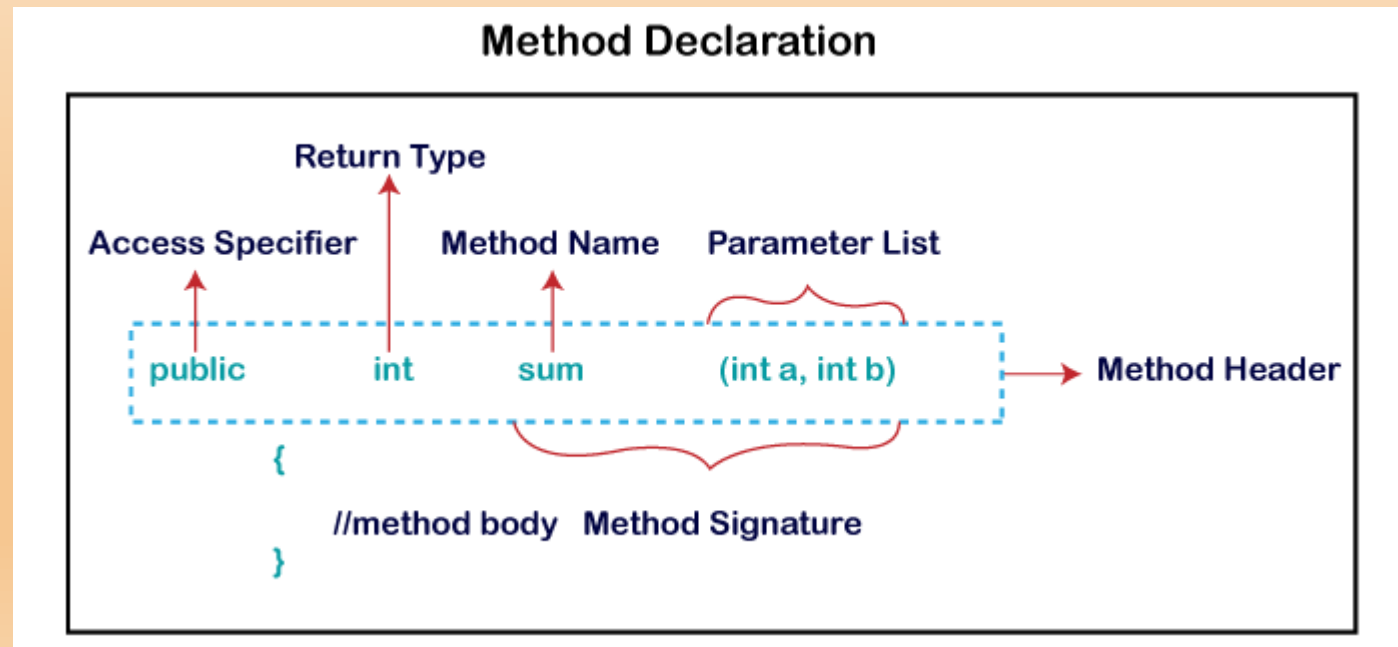 Method Declaration
Return Type
Access Specifier Method Name Parameter List
public int sum (int a, int b) Method Header
{
//method body Method Signature
}